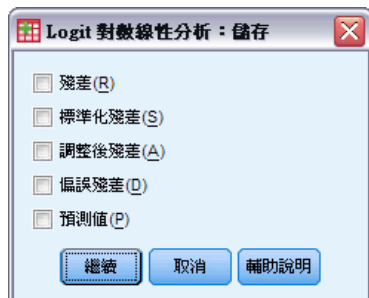 Logit 對數線性分析：儲存
殘差(R)
標準化殘差(S)
調整後殘差(A)
偏誤殘差(D)
預測值(P)
繼續 取消 輔助說明